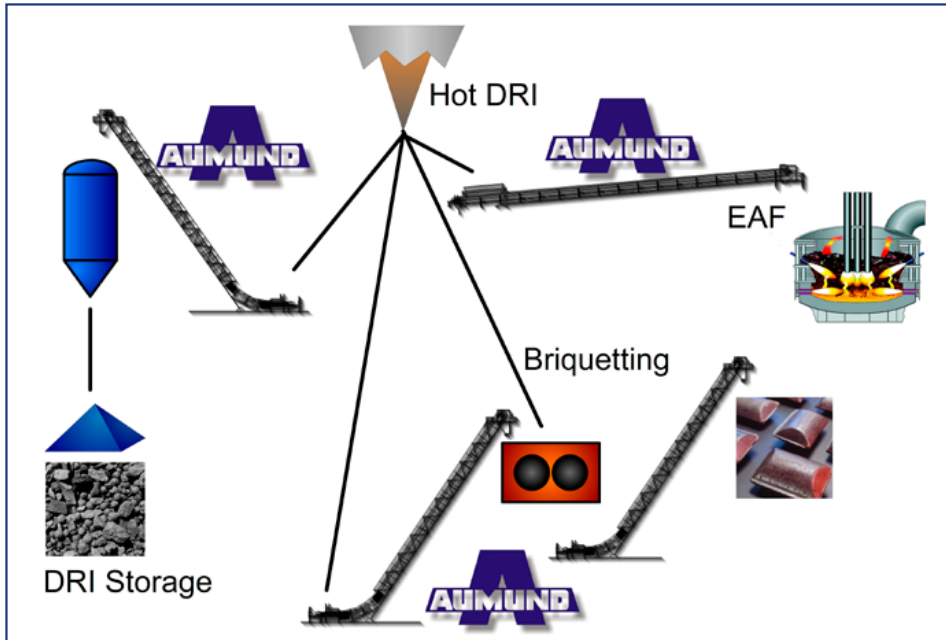 Hot DRI
A
AUMUND
A
AUMUND
EAF
Briquetting
DRI Storage
A
AUMUND